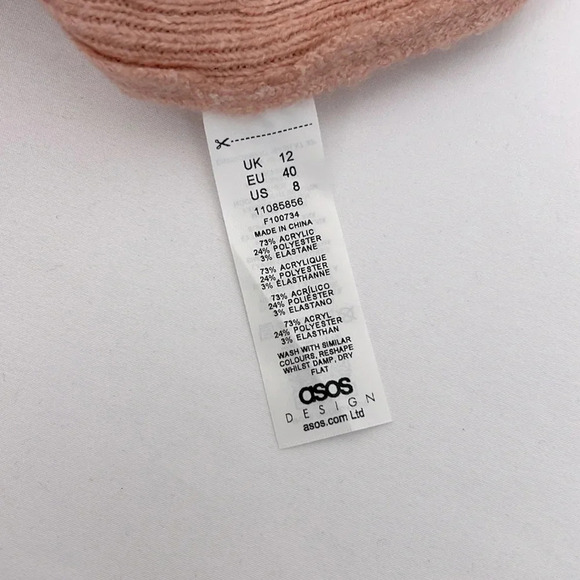 UK 12
EU 40
US 8
11085856
F100734
MADE IN CHINA
73% ACRYLIC
24% POLYESTER
3% ELASTANE
73% ACRYLIQUE
24% POLYESTER
3% ÉLASTHANNE
73% ACRÍLICO
24% POLIÉSTER
3% ELASTANO
73% ACRYL
24% POLYESTER
3% ELASTHAN
WASH WITH SIMILAR
COLOURS, RESHAPE
WHILST DAMP, DRY
FLAT
asos
DESIGN
asos.com Ltd